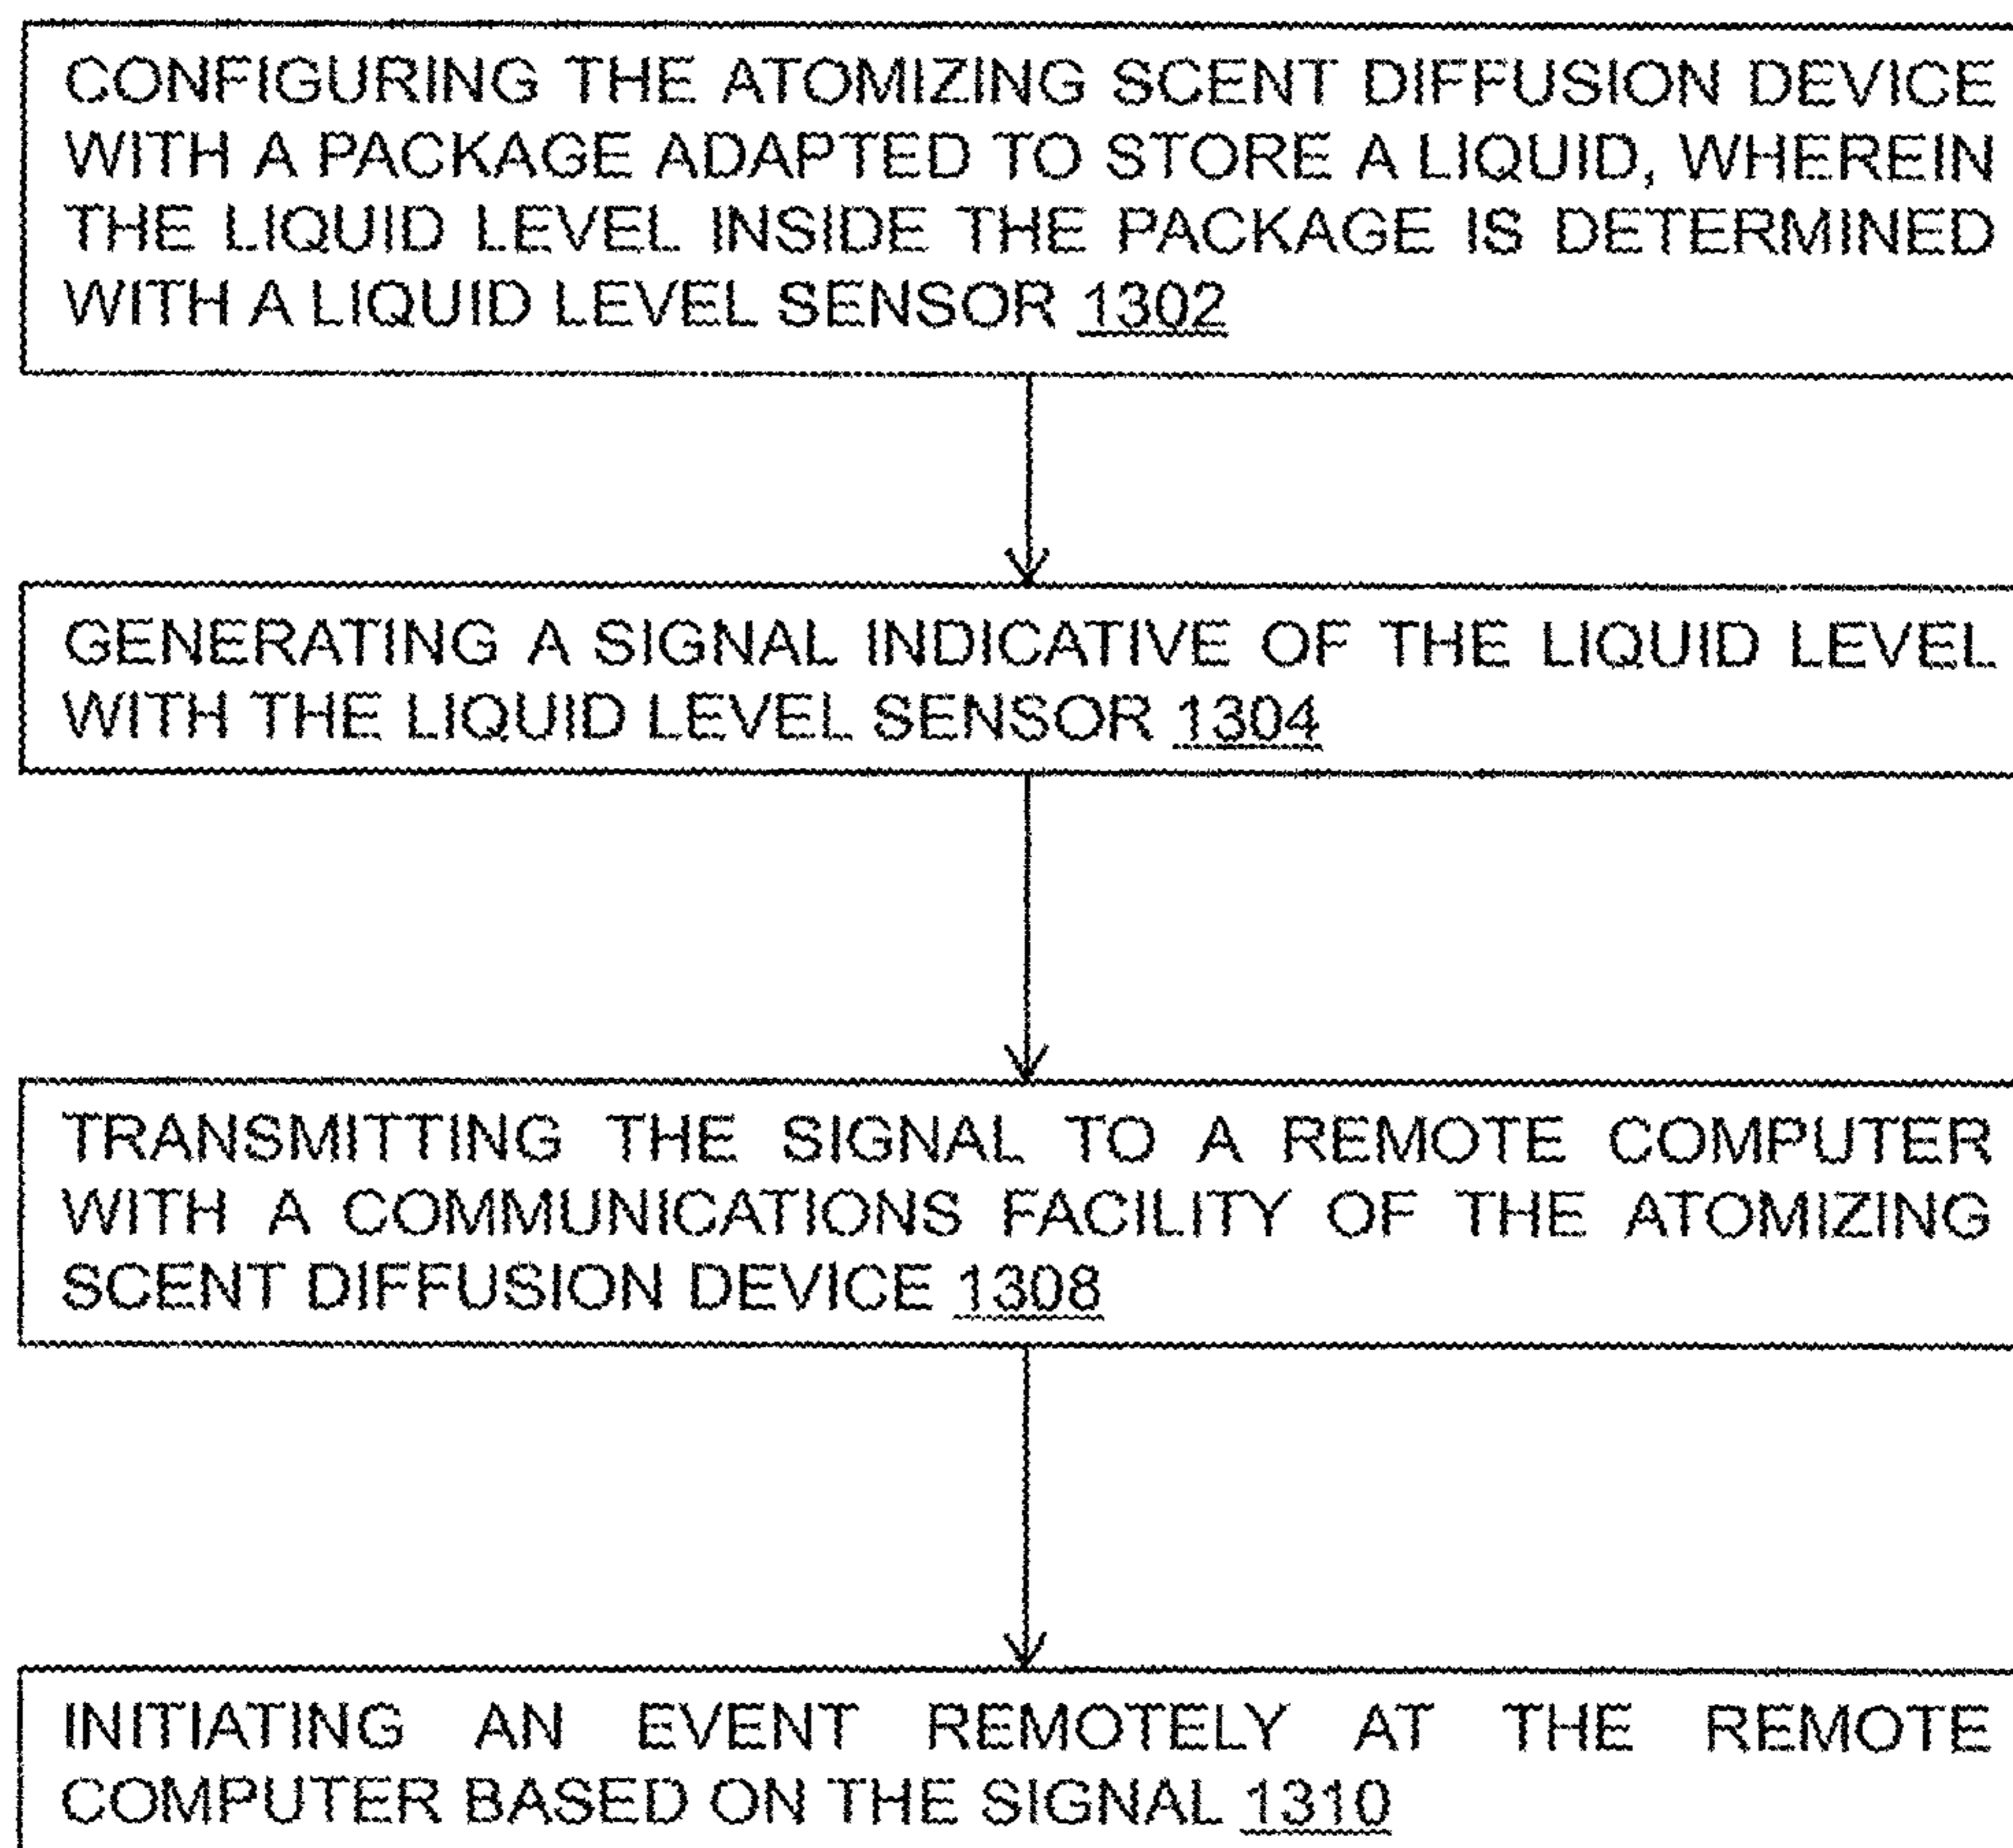 CONFIGURING THE ATOMIZING SCENT DIFFUSION DEVICE
WITH A PACKAGE ADAPTED TO STORE A LIQUID, WHEREIN
THE LIQUID LEVEL INSIDE THE PACKAGE IS DETERMINED
WITH A LIQUID LEVEL SENSOR 1302
GENERATING A SIGNAL INDICATIVE OF THE LIQUID LEVEL
WITH THE LIQUID LEVEL SENSOR 1304
TRANSMITTING THE SIGNAL TO A REMOTE COMPUTER
WITH A COMMUNICATIONS FACILITY OF THE ATOMIZING
SCENT DIFFUSION DEVICE 1308
INITIATING AN EVENT REMOTELY AT THE REMOTE
COMPUTER BASED ON THE SIGNAL 1310